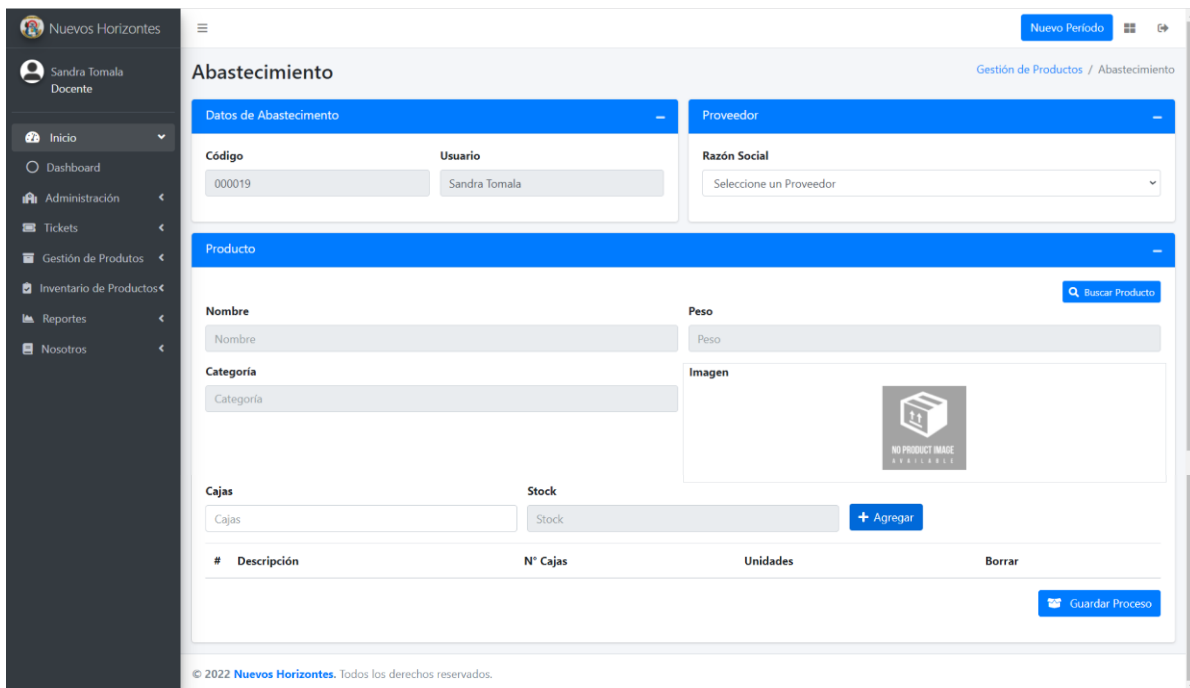 Nuevos Horizontes
Nuevo Período
Sandra Tomala
Docente
Inicio
Dashboard
Administración
Tickets
Gestión de Produtos
Inventario de Productos
Reportes
Nosotros
Abastecimiento
Gestión de Productos / Abastecimiento
Datos de Abastecimento
Proveedor
Código Usuario
Razón Social
000019 Sandra Tomala
Seleccione un Proveedor
Producto
Buscar Producto
Nombre Peso
Nombre Peso
Categoría Imagen
Categoría
NO PRODUCT IMAGE
AVAILABLE
Cajas Stock
Cajas Stock + Agregar
# Descripción N° Cajas Unidades Borrar
Guardar Proceso
© 2022 Nuevos Horizontes. Todos los derechos reservados.